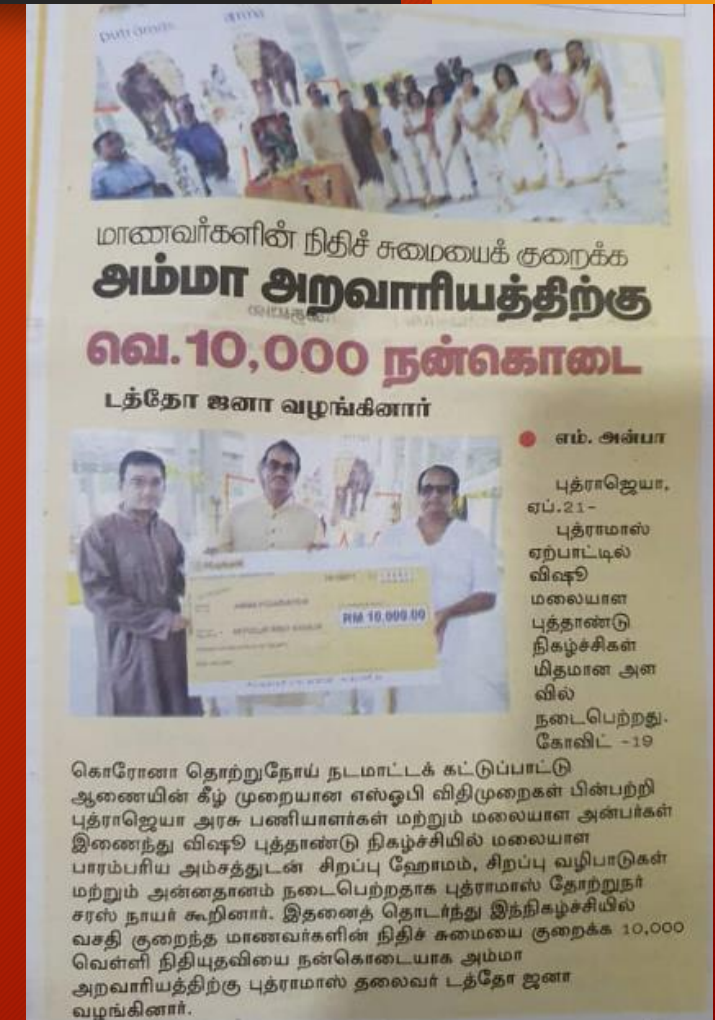 மாணவர்களின் நிதிச் சுமையைக் குறைக்க
அம்மா அறவாரியத்திற்கு
வெ.10,000 நன்கொடை
டத்தோ ஜனா வழங்கினார்
RM 10,000.00
எம். அன்பா
புத்ராஜெயா,
ஏப்.21-
புத்ராமாஸ்
ஏற்பாட்டில்
விஷூ
மலையாள
புத்தாண்டு
நிகழ்ச்சிகள்
மிதமான அள
வில்
நடைபெற்றது.
கோவிட் -19
கொரோனா தொற்றுநோய் நடமாட்டக் கட்டுப்பாட்டு
ஆணையின் கீழ் முறையான எஸ்ஓபி விதிமுறைகள் பின்பற்றி
புத்ராஜெயா அரசு பணியாளர்கள் மற்றும் மலையாள அன்பர்கள்
இணைந்து விஷூ புத்தாண்டு நிகழ்ச்சியில் மலையாள
பாரம்பரிய அம்சத்துடன் சிறப்பு ஹோமம், சிறப்பு வழிபாடுகள்
மற்றும் அன்னதானம் நடைபெற்றதாக புத்ராமாஸ் தோற்றுநர்
சரஸ் நாயர் கூறினார். இதனைத் தொடர்ந்து இந்நிகழ்ச்சியில்
வசதி குறைந்த மாணவர்களின் நிதிச் சுமையை குறைக்க 10,000
வெள்ளி நிதியுதவியை நன்கொடையாக அம்மா
அறவாரியத்திற்கு புத்ராமாஸ் தலைவர் டத்தோ ஜனா
வழங்கினார்.